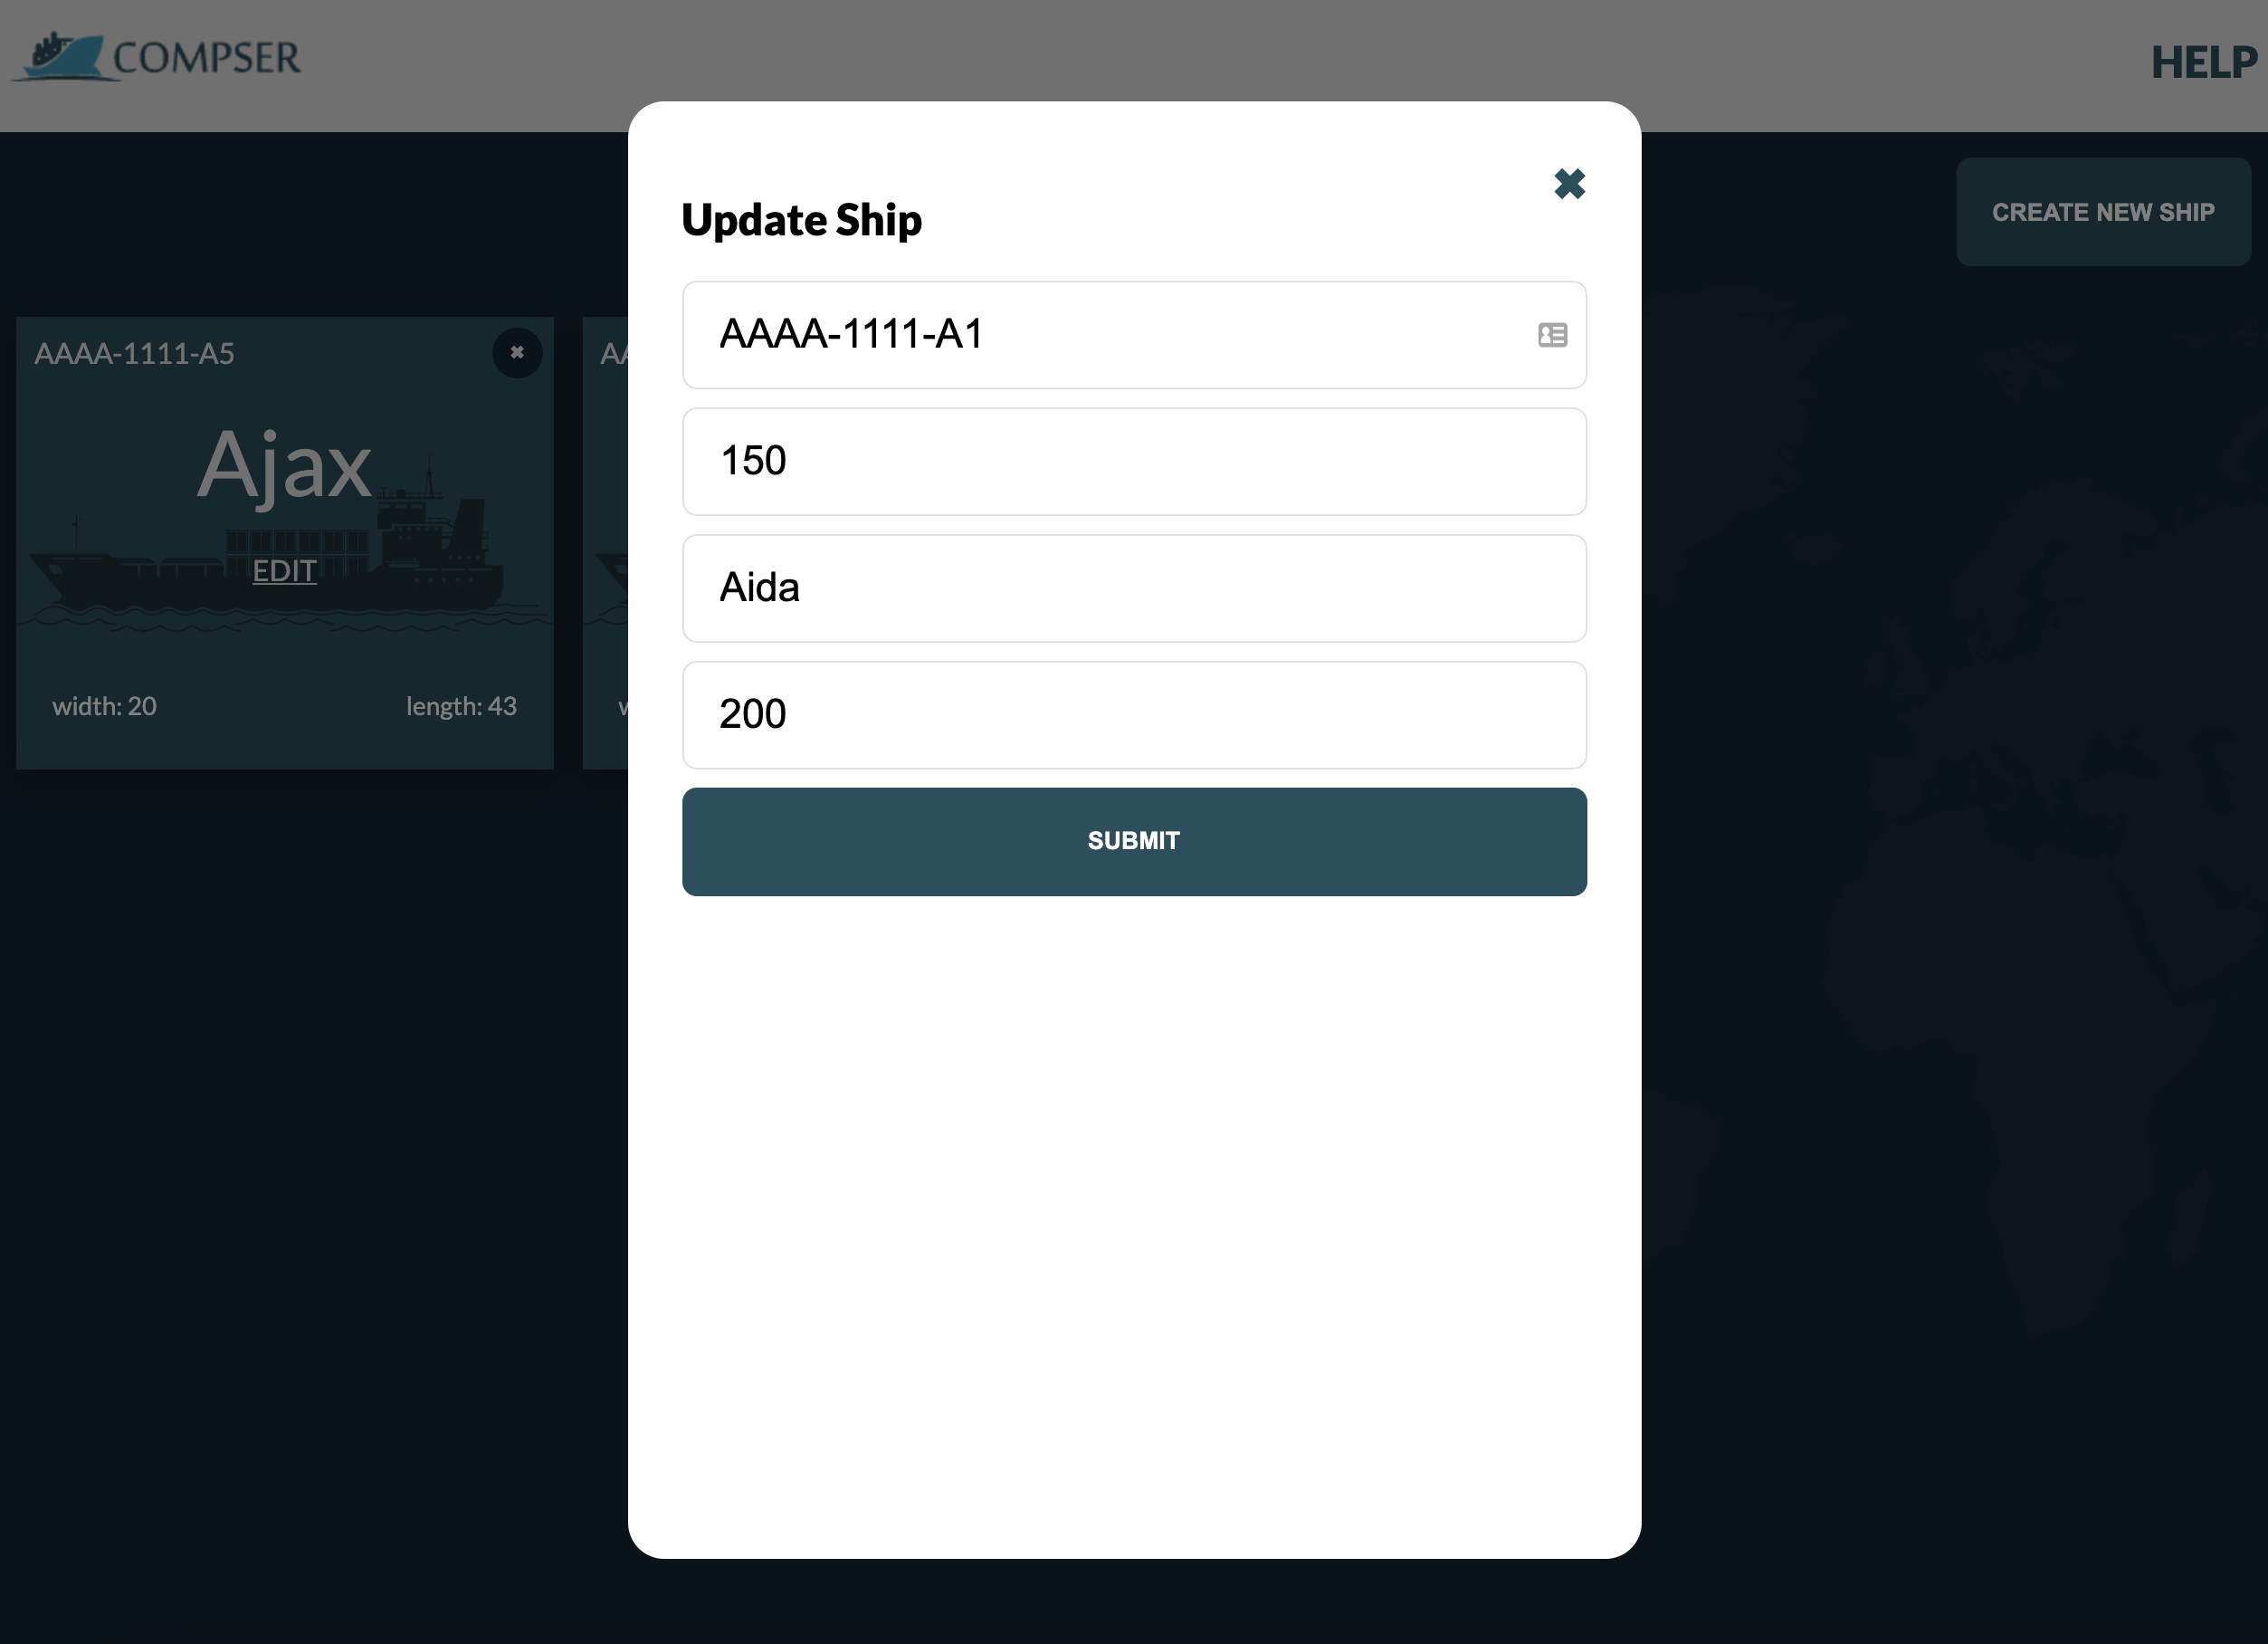 COMPSER
HELP
CREATE NEW SHIP
AAAA-1111-A5
Ajax
EDIT
width: 20
length: 43
Update Ship
AAAA-1111-A1
150
Aida
200
SUBMIT